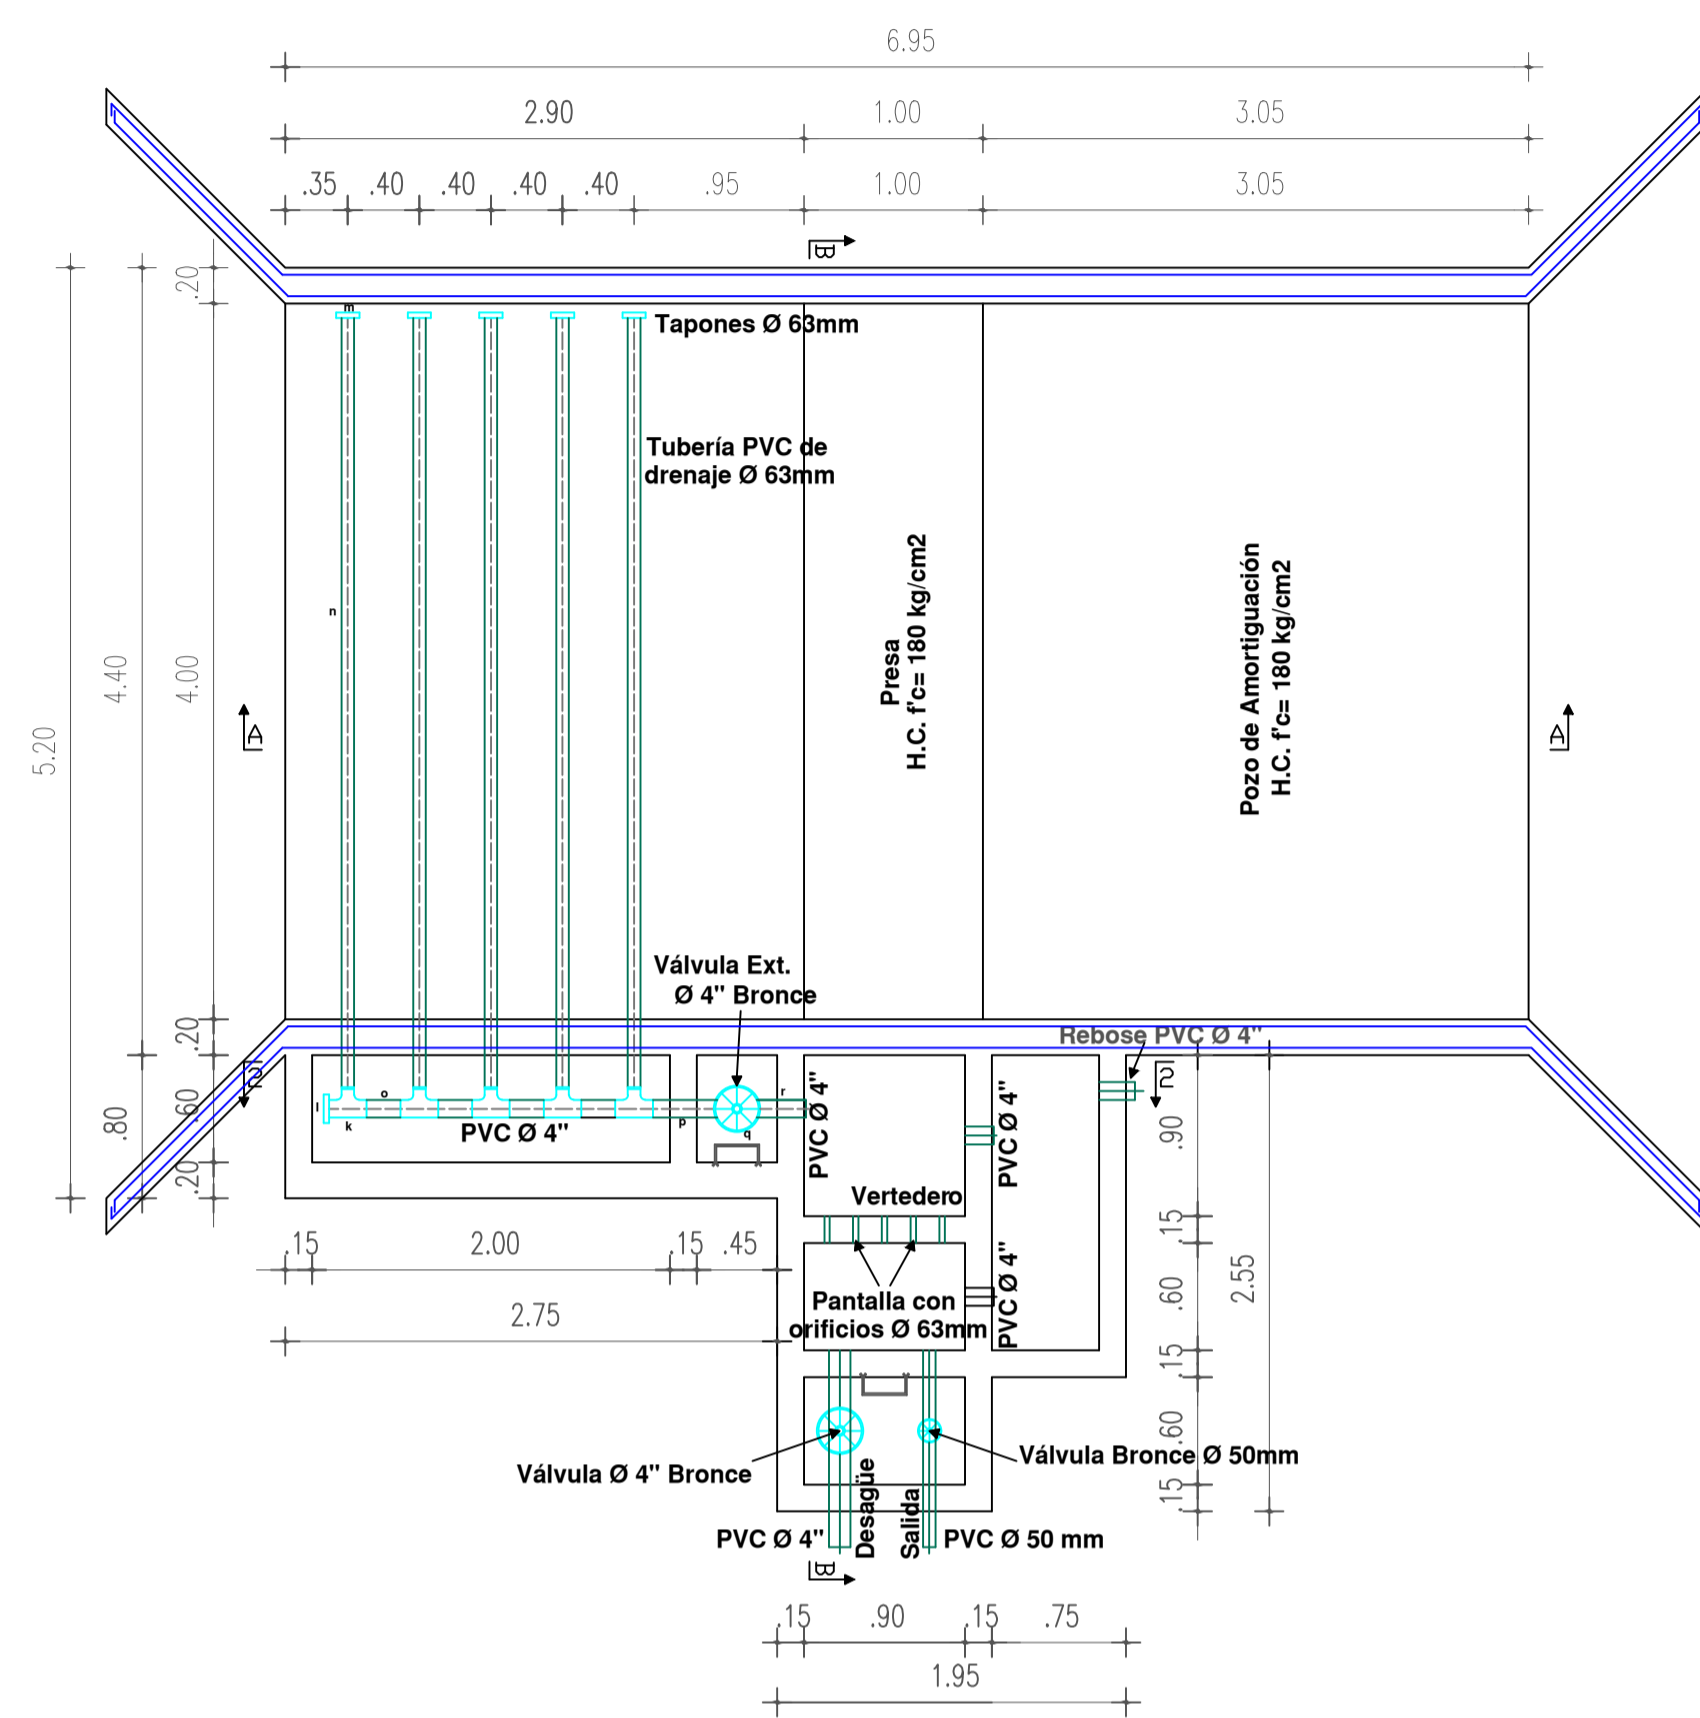 6.95
2.90 1.00 3.05
.35 .40 .40 .40 .40 .95 1.00 3.05
B
.20
m
Tapones Ø 63mm
Tubería PVC de
drenaje Ø 63mm
n
Presa
H.C. f'c= 180 kg/cm2
Pozo de Amortiguación
H.C. f'c= 180 kg/cm2
4.40
4.00
5.20
A
A
Válvula Ext.
Ø 4" Bronce
.20
Rebose PVC Ø 4"
2
2
.80
.60
.20
l
o
k
PVC Ø 4"
p
q
r
PVC Ø 4"
PVC Ø 4"
.90
Vertedero
.15 2.00 .15 .45
2.75
.15
PVC Ø 4"
.60
2.55
Pantalla con
orificios Ø 63mm
.15
.60
Válvula Ø 4" Bronce
Válvula Bronce Ø 50mm
.15
Desagüe
Salida
PVC Ø 4"
PVC Ø 50 mm
B
.15 .90 .15 .75
1.95